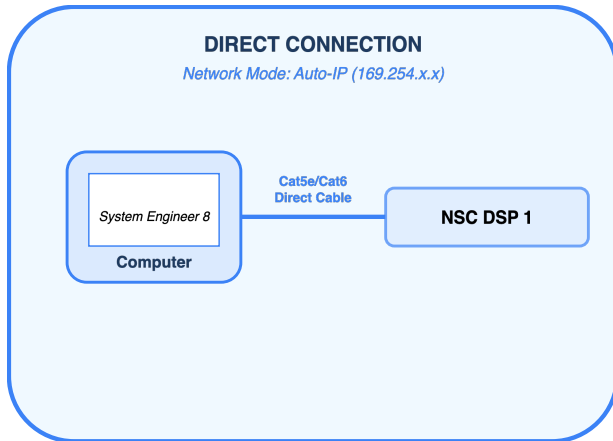 DIRECT CONNECTION
Network Mode: Auto-IP (169.254.x.x)
Cat5e/Cat6
Direct Cable
System Engineer 8
Computer
NSC DSP 1